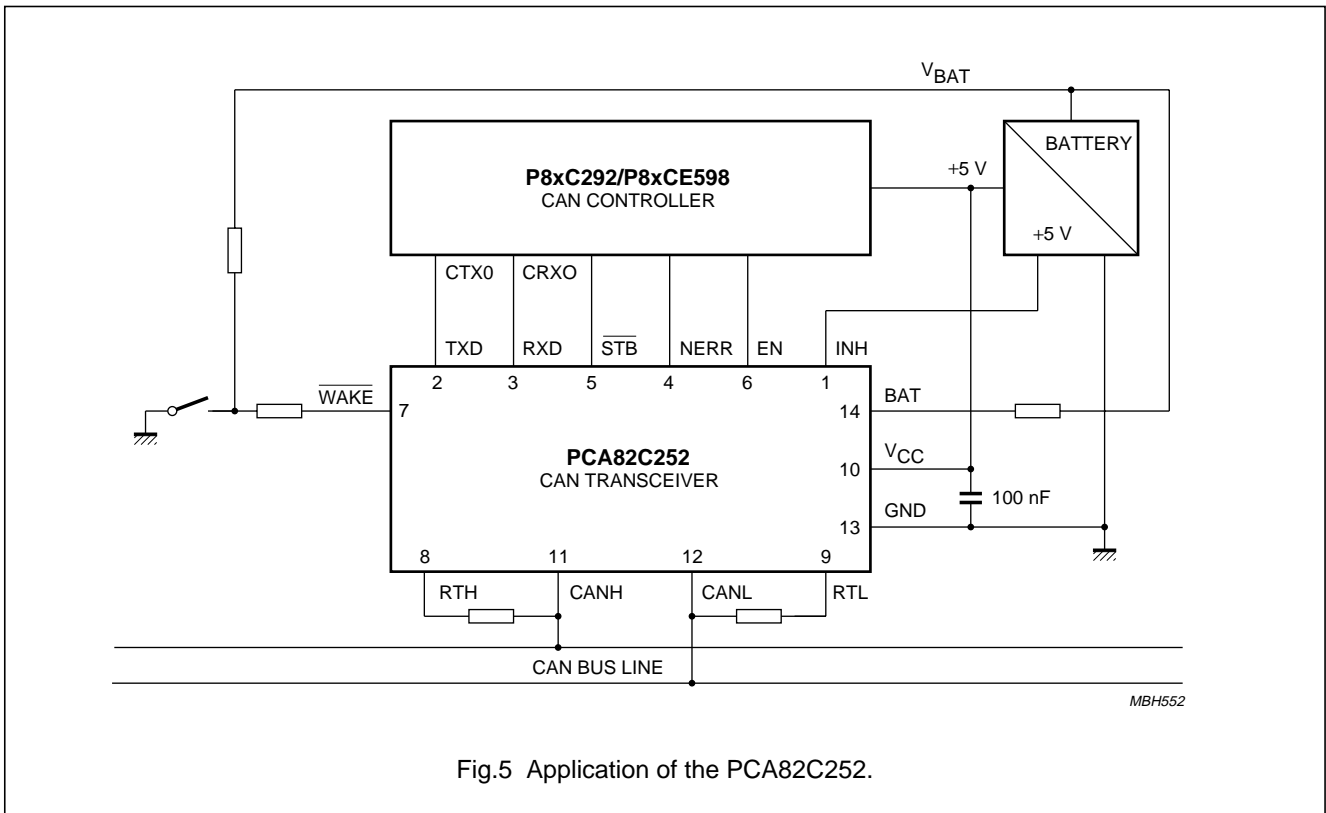 VBAT
BATTERY
P8xC292/P8xCE598
CAN CONTROLLER
+5 V
+5 V
CTX0 CRXO
TXD RXD STB NERR EN INH
2 3 5 4 6 1
WAKE
7
BAT
14
PCA82C252
CAN TRANSCEIVER
VCC
10
100 nF
GND
13
8 11 12 9
RTH CANH CANL RTL
CAN BUS LINE
MBH552
Fig.5 Application of the PCA82C252.